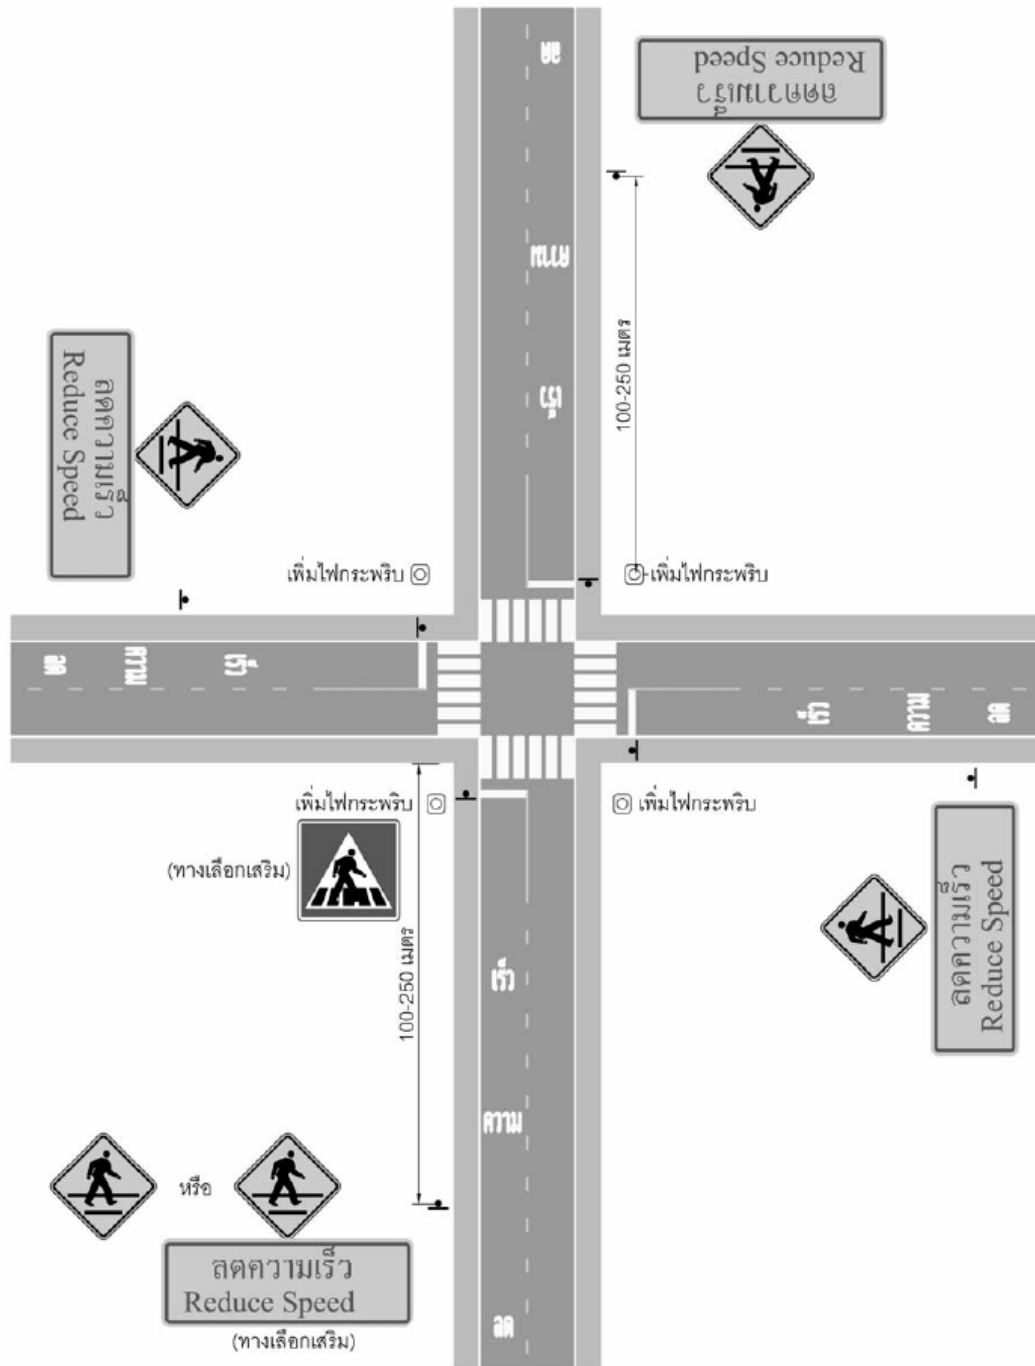 ลด
ลดความเร็ว
Reduce Speed
ความ
100-250 เมตร
เร็ว
ลดความเร็ว
Reduce Speed
เพิ่มไฟกระพริบ
เพิ่มไฟกระพริบ
ลด
ความ
เร็ว
เร็ว
ความ
ลด
เพิ่มไฟกระพริบ
เพิ่มไฟกระพริบ
(ทางเลือกเสริม)
100-250 เมตร
เร็ว
ลดความเร็ว
Reduce Speed
ความ
หรือ
ลดความเร็ว
Reduce Speed
(ทางเลือกเสริม)
ลด